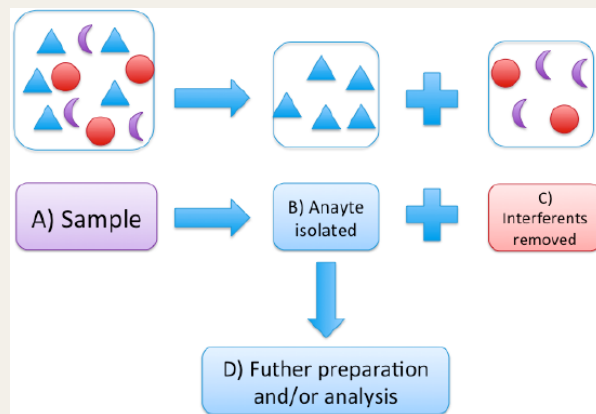 A) Sample
B) Anayte
isolated
C)
Interferents
removed
D) Futher preparation
and/or analysis